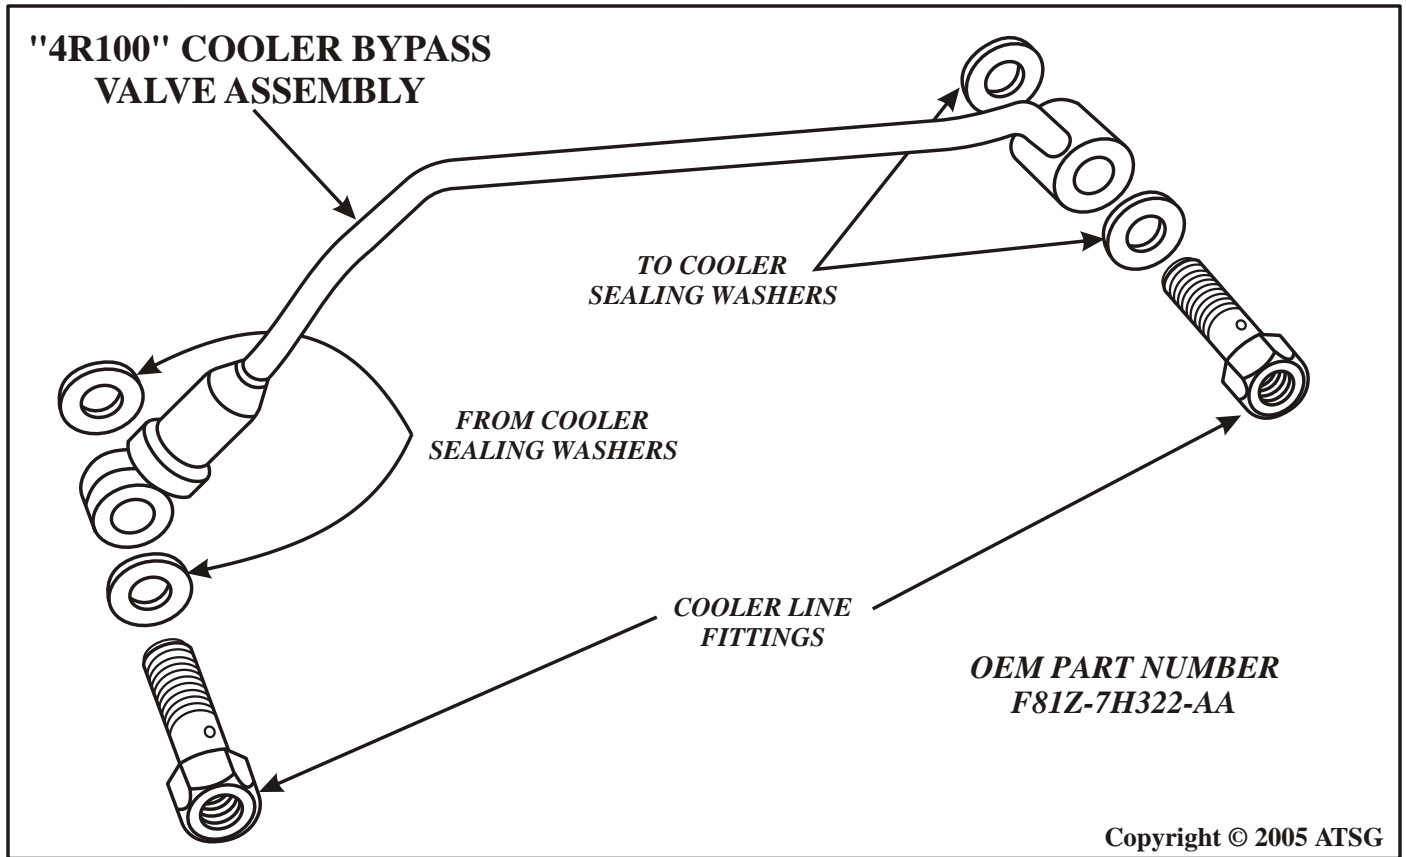 "4R100" COOLER BYPASS
VALVE ASSEMBLY
TO COOLER
SEALING WASHERS
FROM COOLER
SEALING WASHERS
COOLER LINE
FITTINGS
OEM PART NUMBER
F81Z-7H322-AA
Copyright © 2005 ATSG